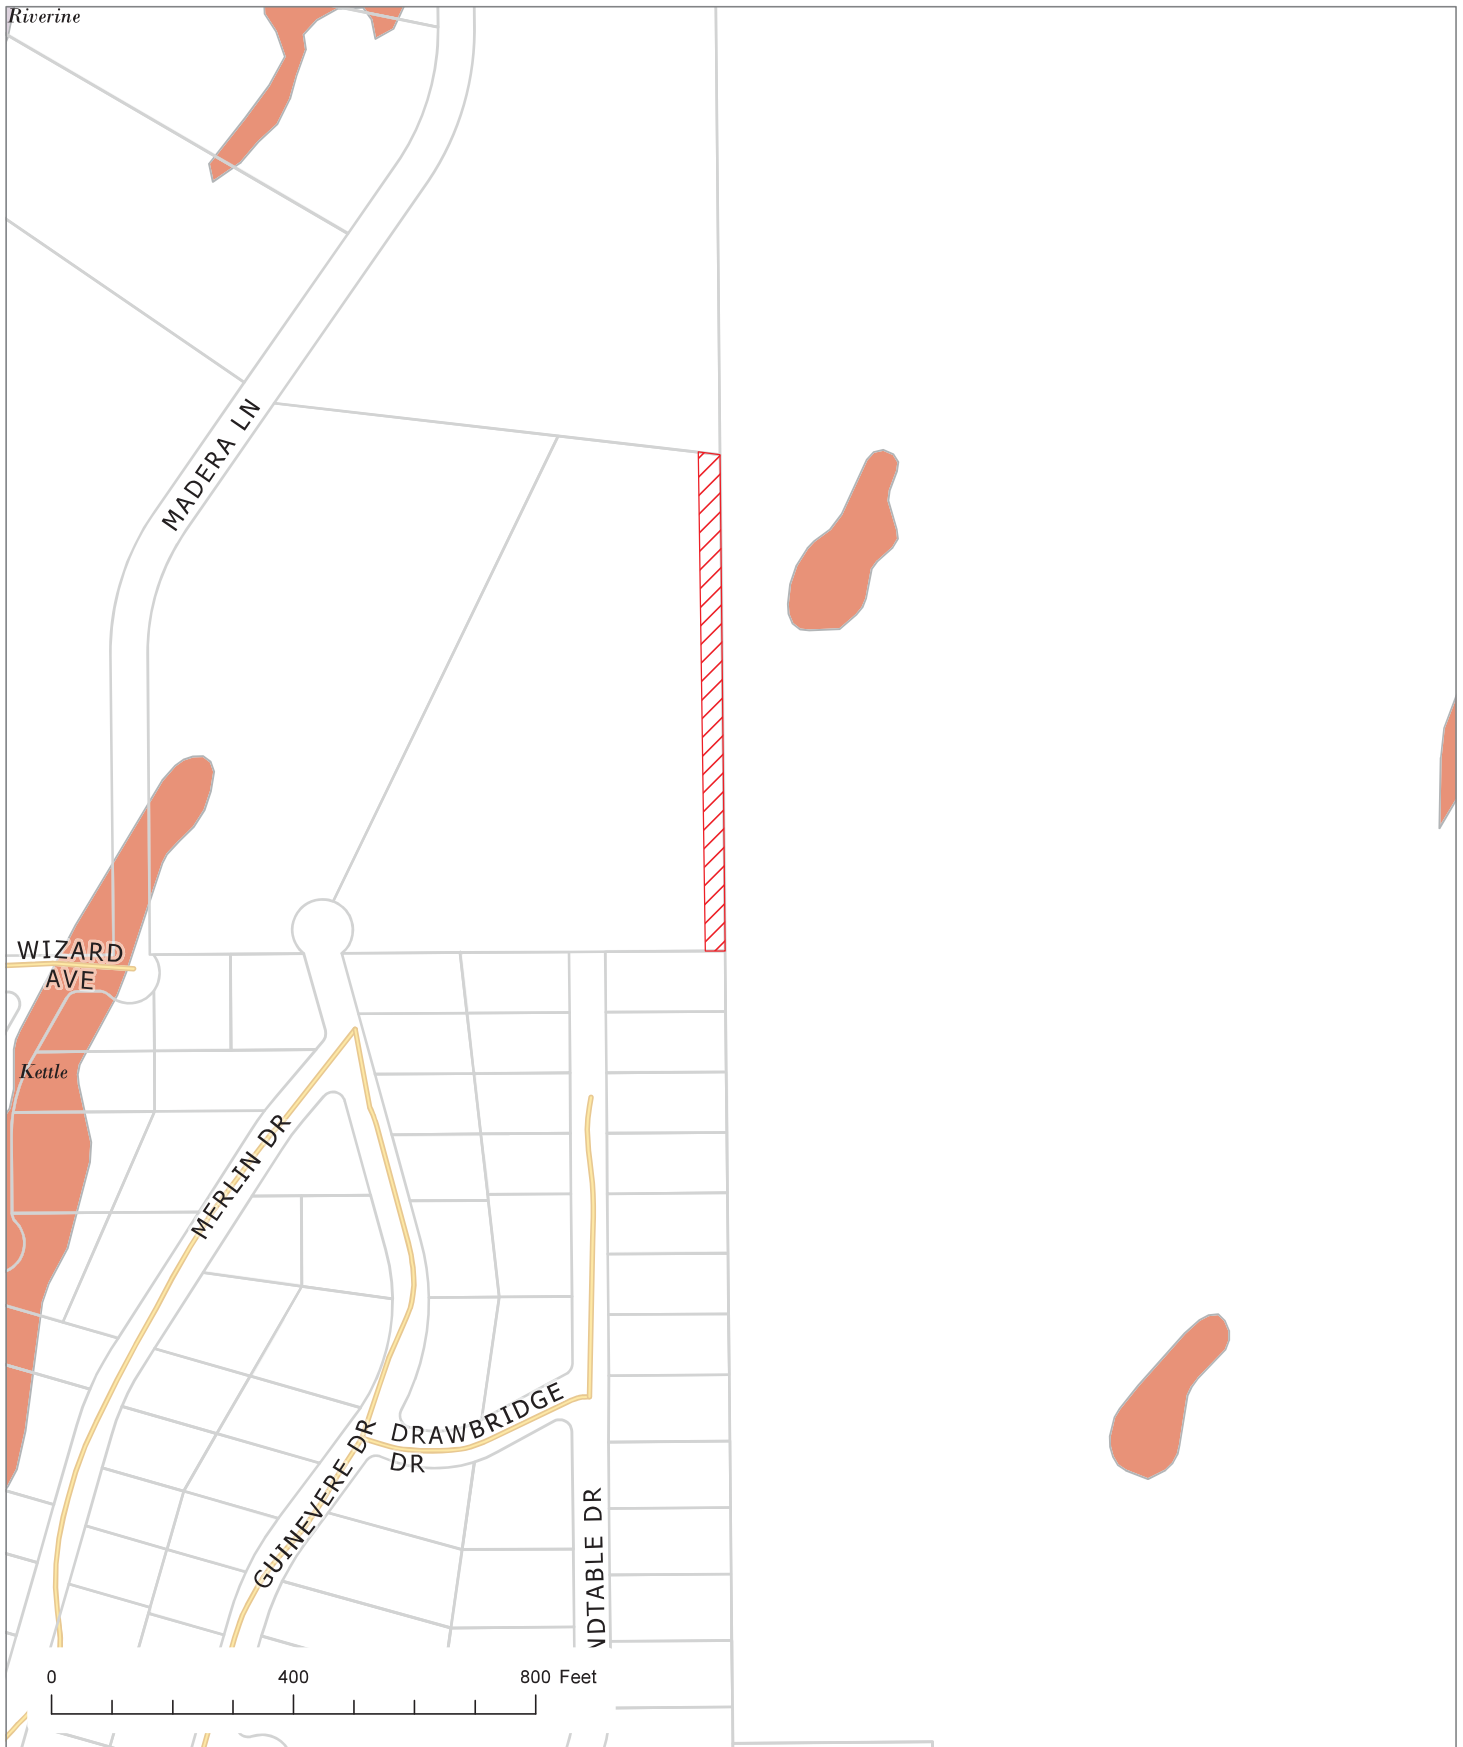 Riverine
MADERA LN
WIZARD
AVE
Kettle
MERLIN DR
DRAWBRIDGE
DR
GUINEVERE DR
NDTABLE DR
0 400 800 Feet